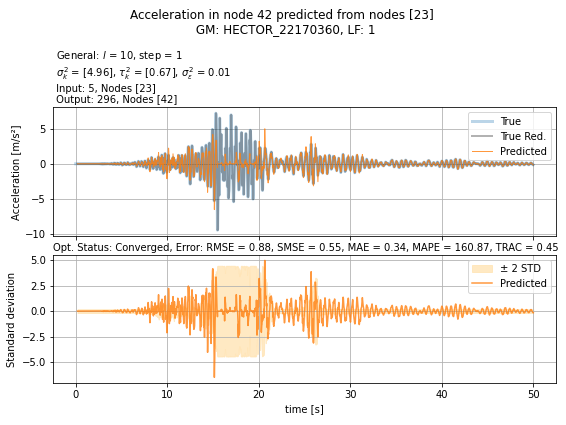 Acceleration in node 42 predicted from nodes [23]
GM: HECTOR_22170360, LF: 1
General: l = 10, step = 1
σ²ₖ = [4.96], τ²ₖ = [0.67], σ²ε = 0.01
Input: 5, Nodes [23]
Output: 296, Nodes [42]
True
True Red.
Predicted
Acceleration [m/s²]
5
0
−5
−10
Opt. Status: Converged, Error: RMSE = 0.88, SMSE = 0.55, MAE = 0.34, MAPE = 160.87, TRAC = 0.45
± 2 STD
Predicted
Standard deviation
5.0
2.5
0.0
−2.5
−5.0
0 10 20 30 40 50
time [s]